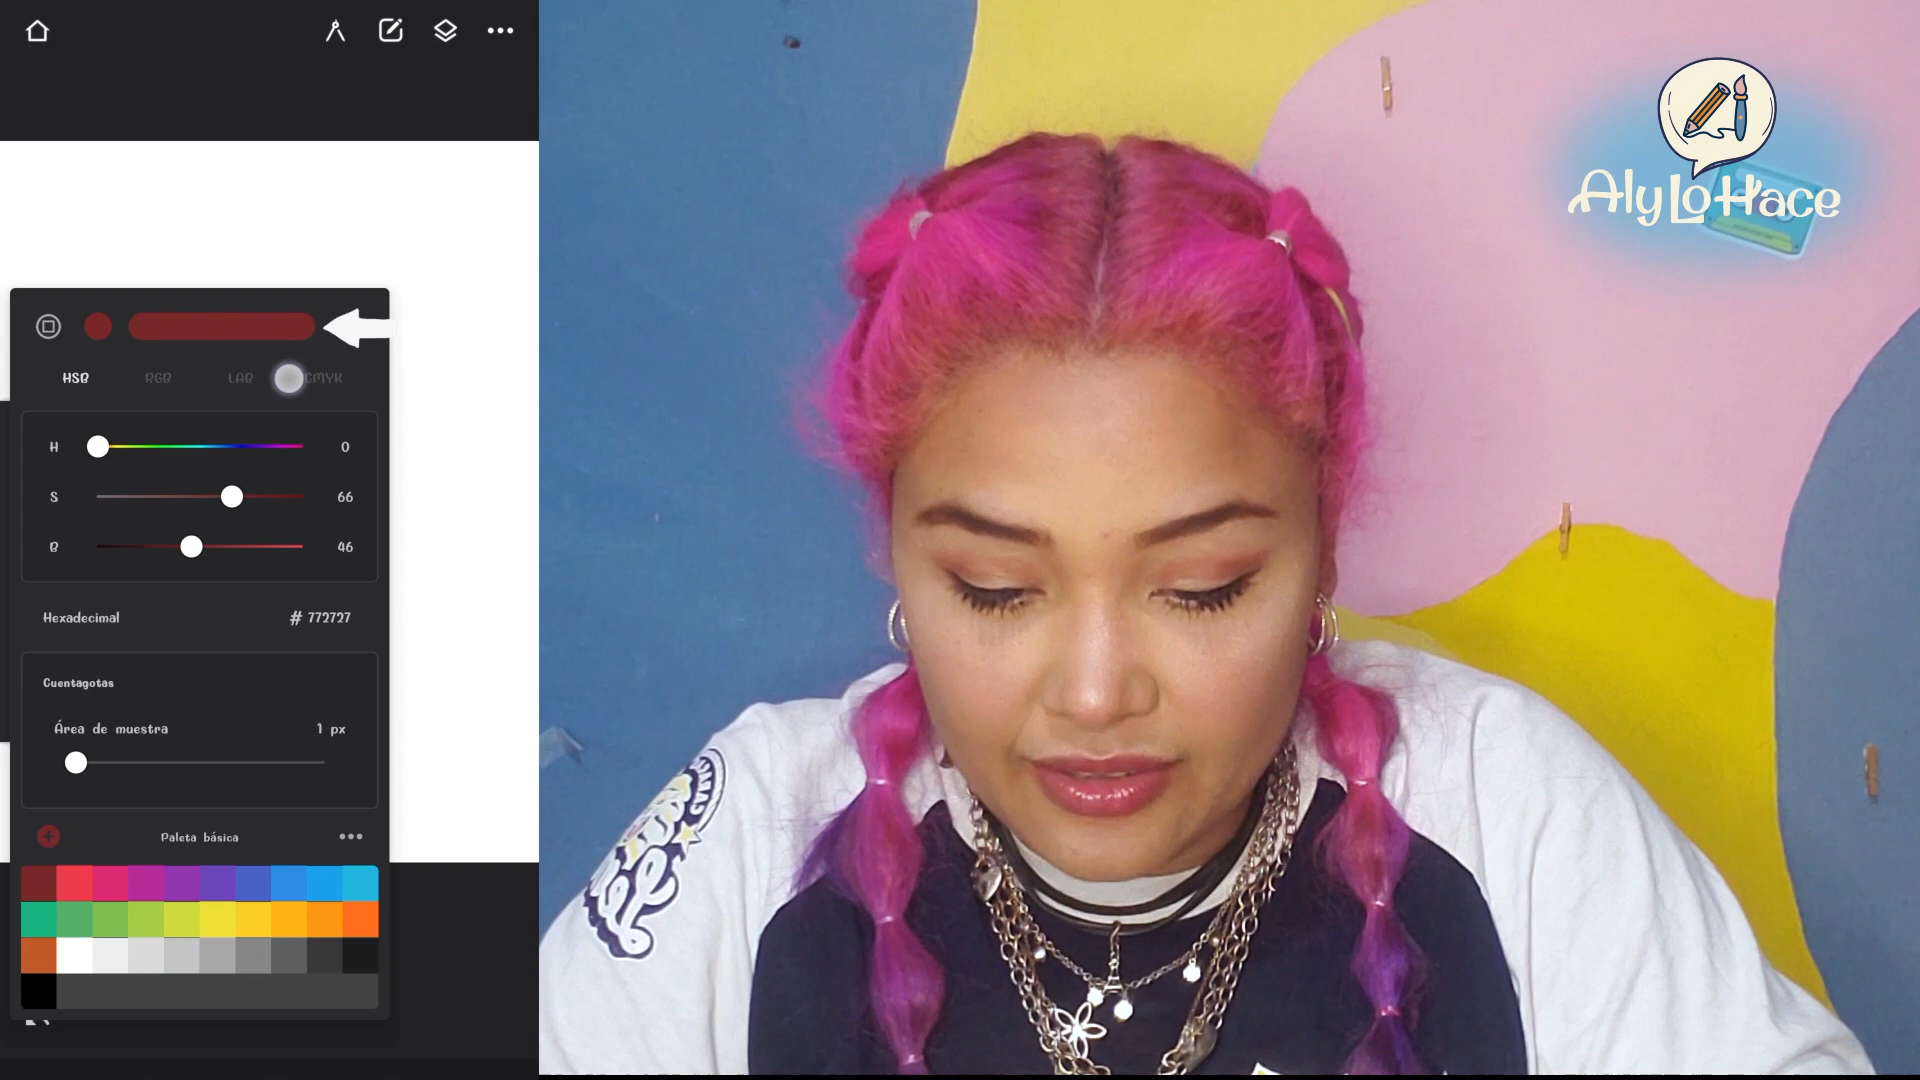 HSB RGB LAB CMYK
H 0
S 66
B 46
Hexadecimal # 772727
Cuentagotas
Área de muestra 1 px
Paleta básica
AlyLoHace